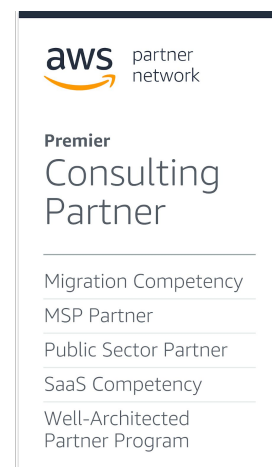 aws partner
network
Premier
Consulting
Partner
Migration Competency
MSP Partner
Public Sector Partner
SaaS Competency
Well-Architected
Partner Program